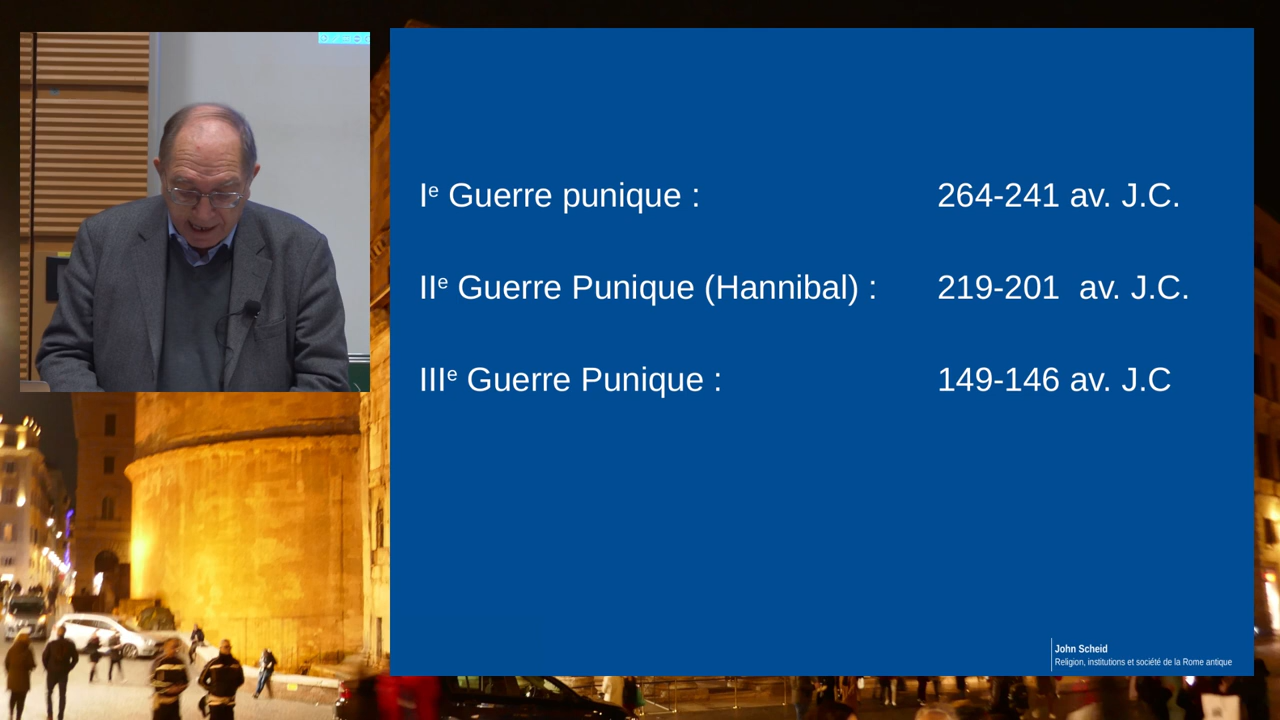 Iᵉ Guerre punique : 264-241 av. J.C.
IIᵉ Guerre Punique (Hannibal) : 219-201 av. J.C.
IIIᵉ Guerre Punique : 149-146 av. J.C
John Scheid
Religion, institutions et société de la Rome antique